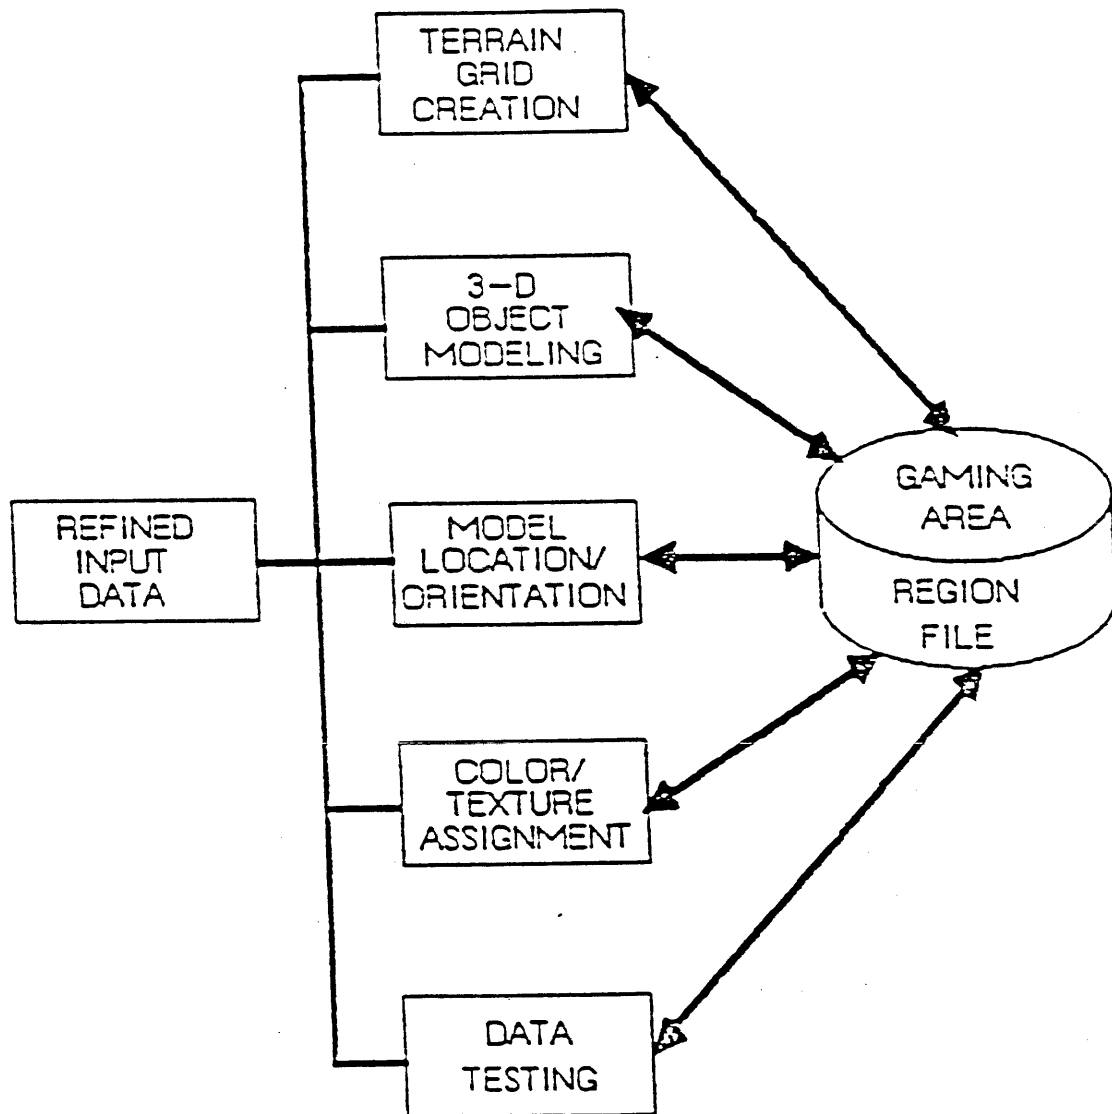 TERRAIN
GRID
CREATION
3-D
OBJECT
MODELING
REFINED
INPUT
DATA
MODEL
LOCATION/
ORIENTATION
GAMING
AREA
REGION
FILE
COLOR/
TEXTURE
ASSIGNMENT
DATA
TESTING